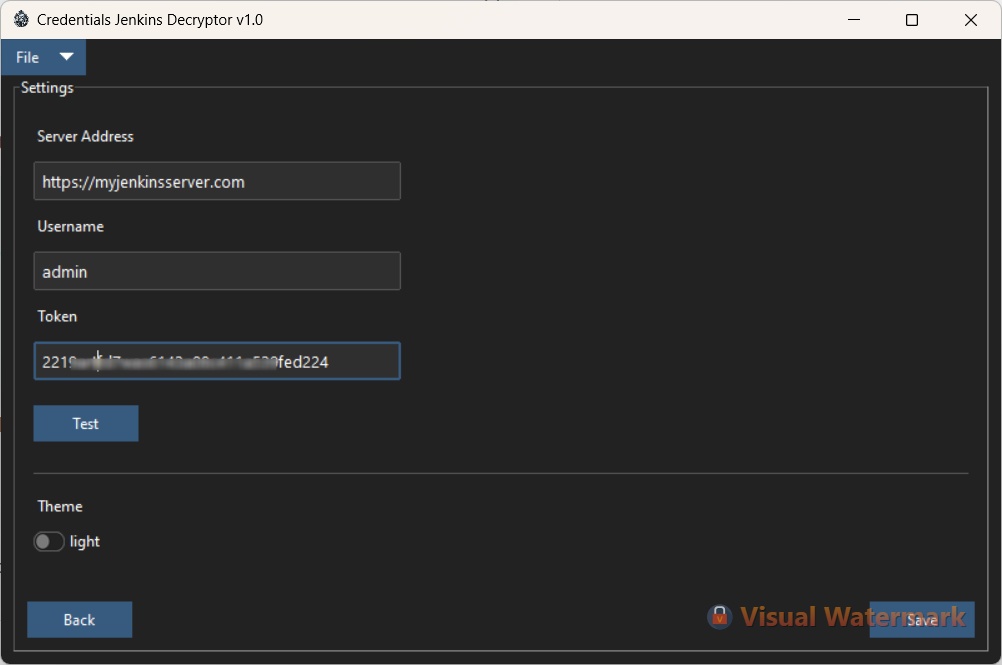 Credentials Jenkins Decryptor v1.0
File
Settings
Server Address
https://myjenkinsserver.com
Username
admin
Token
2219 fed224
Test
Theme
light
Back
Visual Watermark
Save